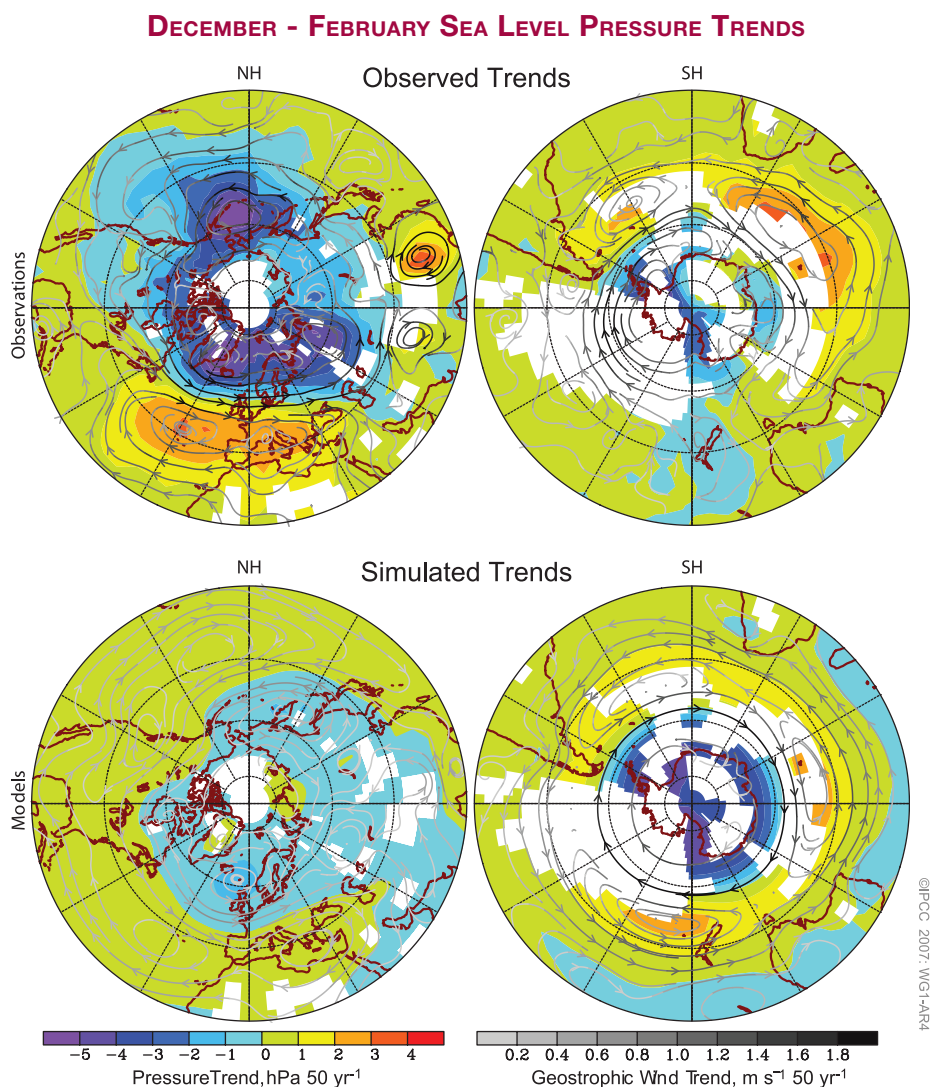 December - February Sea Level Pressure Trends
NH Observed Trends SH
Observations
NH Simulated Trends SH
Models
−5 −4 −3 −2 −1 0 1 2 3 4
PressureTrend,hPa 50 yr⁻¹
0.2 0.4 0.6 0.8 1.0 1.2 1.4 1.6 1.8
Geostrophic Wind Trend, m s⁻¹ 50 yr⁻¹
©IPCC 2007: WG1-AR4